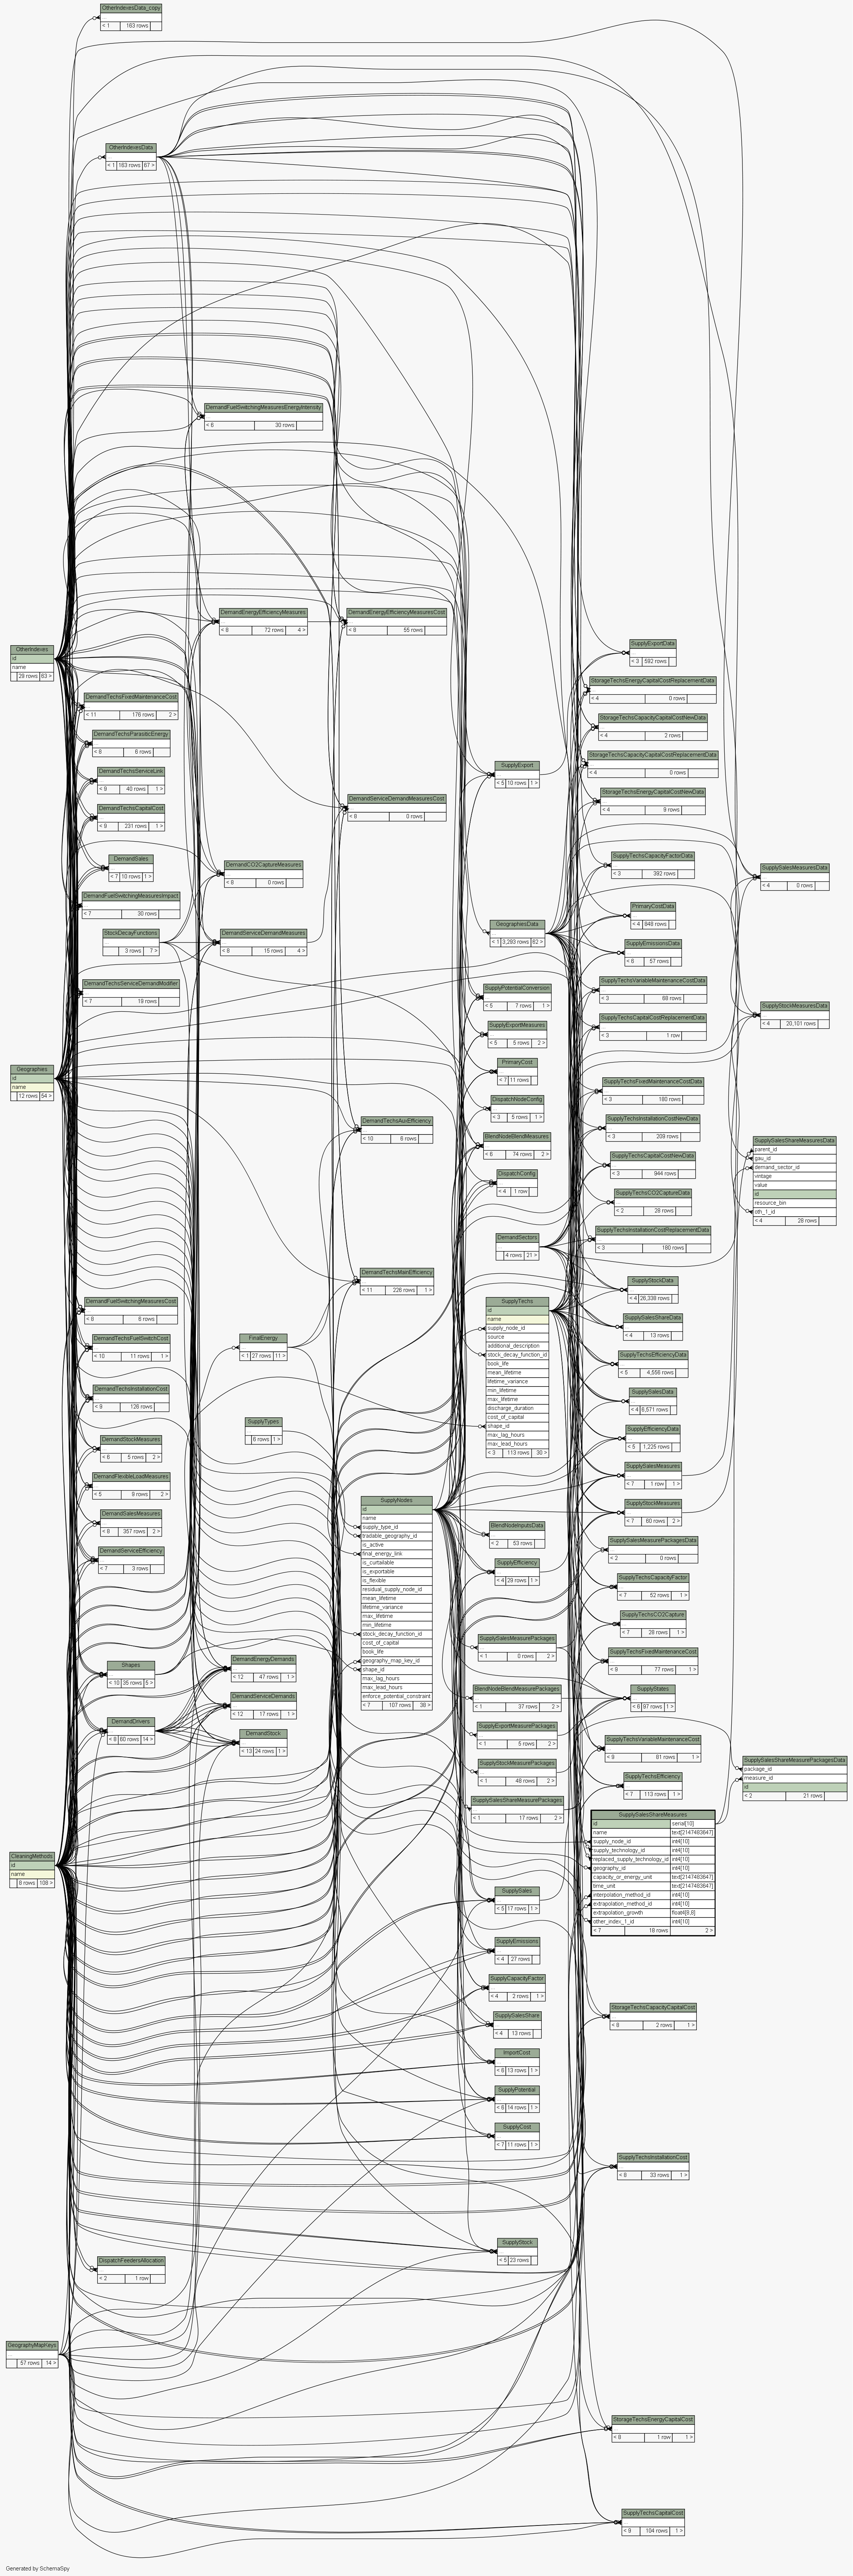 OtherIndexesData_copy
...
< 1 163 rows
OtherIndexesData
...
< 1 163 rows 67 >
DemandFuelSwitchingMeasuresEnergyIntensity
...
< 6 30 rows
DemandEnergyEfficiencyMeasures
...
< 8 72 rows 4 >
DemandEnergyEfficiencyMeasuresCost
...
< 8 55 rows
OtherIndexes
id
name
29 rows 63 >
SupplyExportData
...
< 3 592 rows
StorageTechsEnergyCapitalCostReplacementData
...
< 4 0 rows
DemandTechsFixedMaintenanceCost
...
< 11 176 rows 2 >
StorageTechsCapacityCapitalCostNewData
...
< 4 2 rows
DemandTechsParasiticEnergy
...
< 8 6 rows
StorageTechsCapacityCapitalCostReplacementData
...
< 4 0 rows
DemandTechsServiceLink
...
< 9 40 rows 1 >
SupplyExport
...
< 5 10 rows 1 >
StorageTechsEnergyCapitalCostNewData
...
< 4 9 rows
DemandTechsCapitalCost
...
< 9 231 rows 1 >
DemandServiceDemandMeasuresCost
...
< 8 0 rows
DemandSales
...
< 7 10 rows 1 >
DemandCO2CaptureMeasures
...
< 8 0 rows
SupplyTechsCapacityFactorData
...
< 3 392 rows
SupplySalesMeasuresData
...
< 4 0 rows
DemandFuelSwitchingMeasuresImpact
...
< 7 30 rows
PrimaryCostData
...
< 4 848 rows
StockDecayFunctions
...
3 rows 7 >
DemandServiceDemandMeasures
...
< 8 15 rows 4 >
GeographiesData
...
< 1 3,283 rows 62 >
SupplyEmissionsData
...
< 6 57 rows
DemandTechsServiceDemandModifier
...
< 7 19 rows
SupplyPotentialConversion
...
< 5 7 rows 1 >
SupplyTechsVariableMaintenanceCostData
...
< 3 88 rows
SupplyStockMeasuresData
...
< 4 20,101 rows
SupplyExportMeasures
...
< 5 5 rows 2 >
SupplyTechsCapitalCostReplacementData
...
< 3 1 row
Geographies
id
name
12 rows 54 >
PrimaryCost
...
< 7 11 rows
SupplyTechsFixedMaintenanceCostData
...
< 3 180 rows
DispatchNodeConfig
...
< 3 5 rows 1 >
SupplyTechsInstallationCostNewData
...
< 3 209 rows
DemandTechsAuxEfficiency
...
< 10 6 rows
BlendNodeBlendMeasures
...
< 6 74 rows 2 >
SupplyTechsCapitalCostNewData
...
< 3 944 rows
SupplySalesShareMeasuresData
parent_id
gau_id
demand_sector_id
vintage
value
id
resource_bin
oth_1_id
< 4 28 rows
DispatchConfig
...
< 4 1 row
SupplyTechsCO2CaptureData
...
< 2 28 rows
DemandSectors
...
4 rows 21 >
SupplyTechsInstallationCostReplacementData
...
< 3 180 rows
DemandTechsMainEfficiency
...
< 11 226 rows 1 >
SupplyStockData
...
< 4 26,338 rows
DemandFuelSwitchingMeasuresCost
...
< 8 6 rows
SupplyTechs
id
name
supply_node_id
source
additional_description
stock_decay_function_id
book_life
mean_lifetime
lifetime_variance
min_lifetime
max_lifetime
discharge_duration
cost_of_capital
shape_id
max_lag_hours
max_lead_hours
< 3 113 rows 30 >
SupplySalesShareData
...
< 4 13 rows
DemandTechsFuelSwitchCost
...
< 10 11 rows 1 >
FinalEnergy
...
< 1 27 rows 11 >
SupplyTechsEfficiencyData
...
< 5 4,556 rows
DemandTechsInstallationCost
...
< 9 126 rows
SupplySalesData
...
< 4 6,571 rows
SupplyTypes
...
6 rows 1 >
SupplyEfficiencyData
...
< 5 1,225 rows
DemandStockMeasures
...
< 6 5 rows 2 >
SupplySalesMeasures
...
< 7 1 row 1 >
DemandFlexibleLoadMeasures
...
< 5 9 rows 2 >
SupplyNodes
id
name
supply_type_id
tradable_geography_id
is_active
final_energy_link
is_curtailable
is_exportable
is_flexible
residual_supply_node_id
mean_lifetime
lifetime_variance
max_lifetime
min_lifetime
stock_decay_function_id
cost_of_capital
book_life
geography_map_key_id
shape_id
max_lag_hours
max_lead_hours
enforce_potential_constraint
< 7 107 rows 38 >
SupplyStockMeasures
...
< 7 60 rows 2 >
DemandSalesMeasures
...
< 8 357 rows 2 >
BlendNodeInputsData
...
< 2 53 rows
SupplySalesMeasurePackagesData
...
< 2 0 rows
DemandServiceEfficiency
...
< 7 3 rows
SupplyEfficiency
...
< 4 29 rows 1 >
SupplyTechsCapacityFactor
...
< 7 52 rows 1 >
SupplyTechsCO2Capture
...
< 7 28 rows 1 >
SupplySalesMeasurePackages
...
< 1 0 rows 2 >
SupplyTechsFixedMaintenanceCost
...
< 9 77 rows 1 >
DemandEnergyDemands
...
< 12 47 rows 1 >
Shapes
...
< 10 35 rows 5 >
BlendNodeBlendMeasurePackages
...
< 1 37 rows 2 >
SupplyStates
...
< 6 87 rows 1 >
DemandServiceDemands
...
< 12 17 rows 1 >
DemandDrivers
...
< 8 60 rows 14 >
SupplyExportMeasurePackages
...
< 1 5 rows 2 >
DemandStock
...
< 13 24 rows 1 >
SupplyTechsVariableMaintenanceCost
...
< 9 81 rows 1 >
SupplyStockMeasurePackages
...
< 1 46 rows 2 >
SupplySalesShareMeasurePackagesData
package_id
measure_id
id
< 2 21 rows
SupplyTechsEfficiency
...
< 7 113 rows 1 >
SupplySalesShareMeasurePackages
...
< 1 17 rows 2 >
SupplySalesShareMeasures
id serial[10]
name text[2147483647]
supply_node_id int4[10]
supply_technology_id int4[10]
replaced_supply_technology_id int4[10]
geography_id int4[10]
capacity_or_energy_unit text[2147483647]
time_unit text[2147483647]
interpolation_method_id int4[10]
extrapolation_method_id int4[10]
extrapolation_growth float8[8,8]
other_index_1_id int4[10]
< 7 18 rows 2 >
CleaningMethods
id
name
8 rows 108 >
SupplySales
...
< 5 17 rows 1 >
SupplyEmissions
...
< 4 27 rows
SupplyCapacityFactor
...
< 4 2 rows 1 >
StorageTechsCapacityCapitalCost
...
< 8 2 rows 1 >
SupplySalesShare
...
< 4 13 rows
ImportCost
...
< 6 13 rows 1 >
SupplyPotential
...
< 6 14 rows 1 >
SupplyCost
...
< 7 11 rows 1 >
SupplyTechsInstallationCost
...
< 8 33 rows 1 >
SupplyStock
...
< 5 23 rows
DispatchFeedersAllocation
...
< 2 1 row
GeographyMapKeys
...
57 rows 14 >
StorageTechsEnergyCapitalCost
...
< 8 1 row 1 >
SupplyTechsCapitalCost
...
< 8 104 rows 1 >
Generated by SchemaSpy